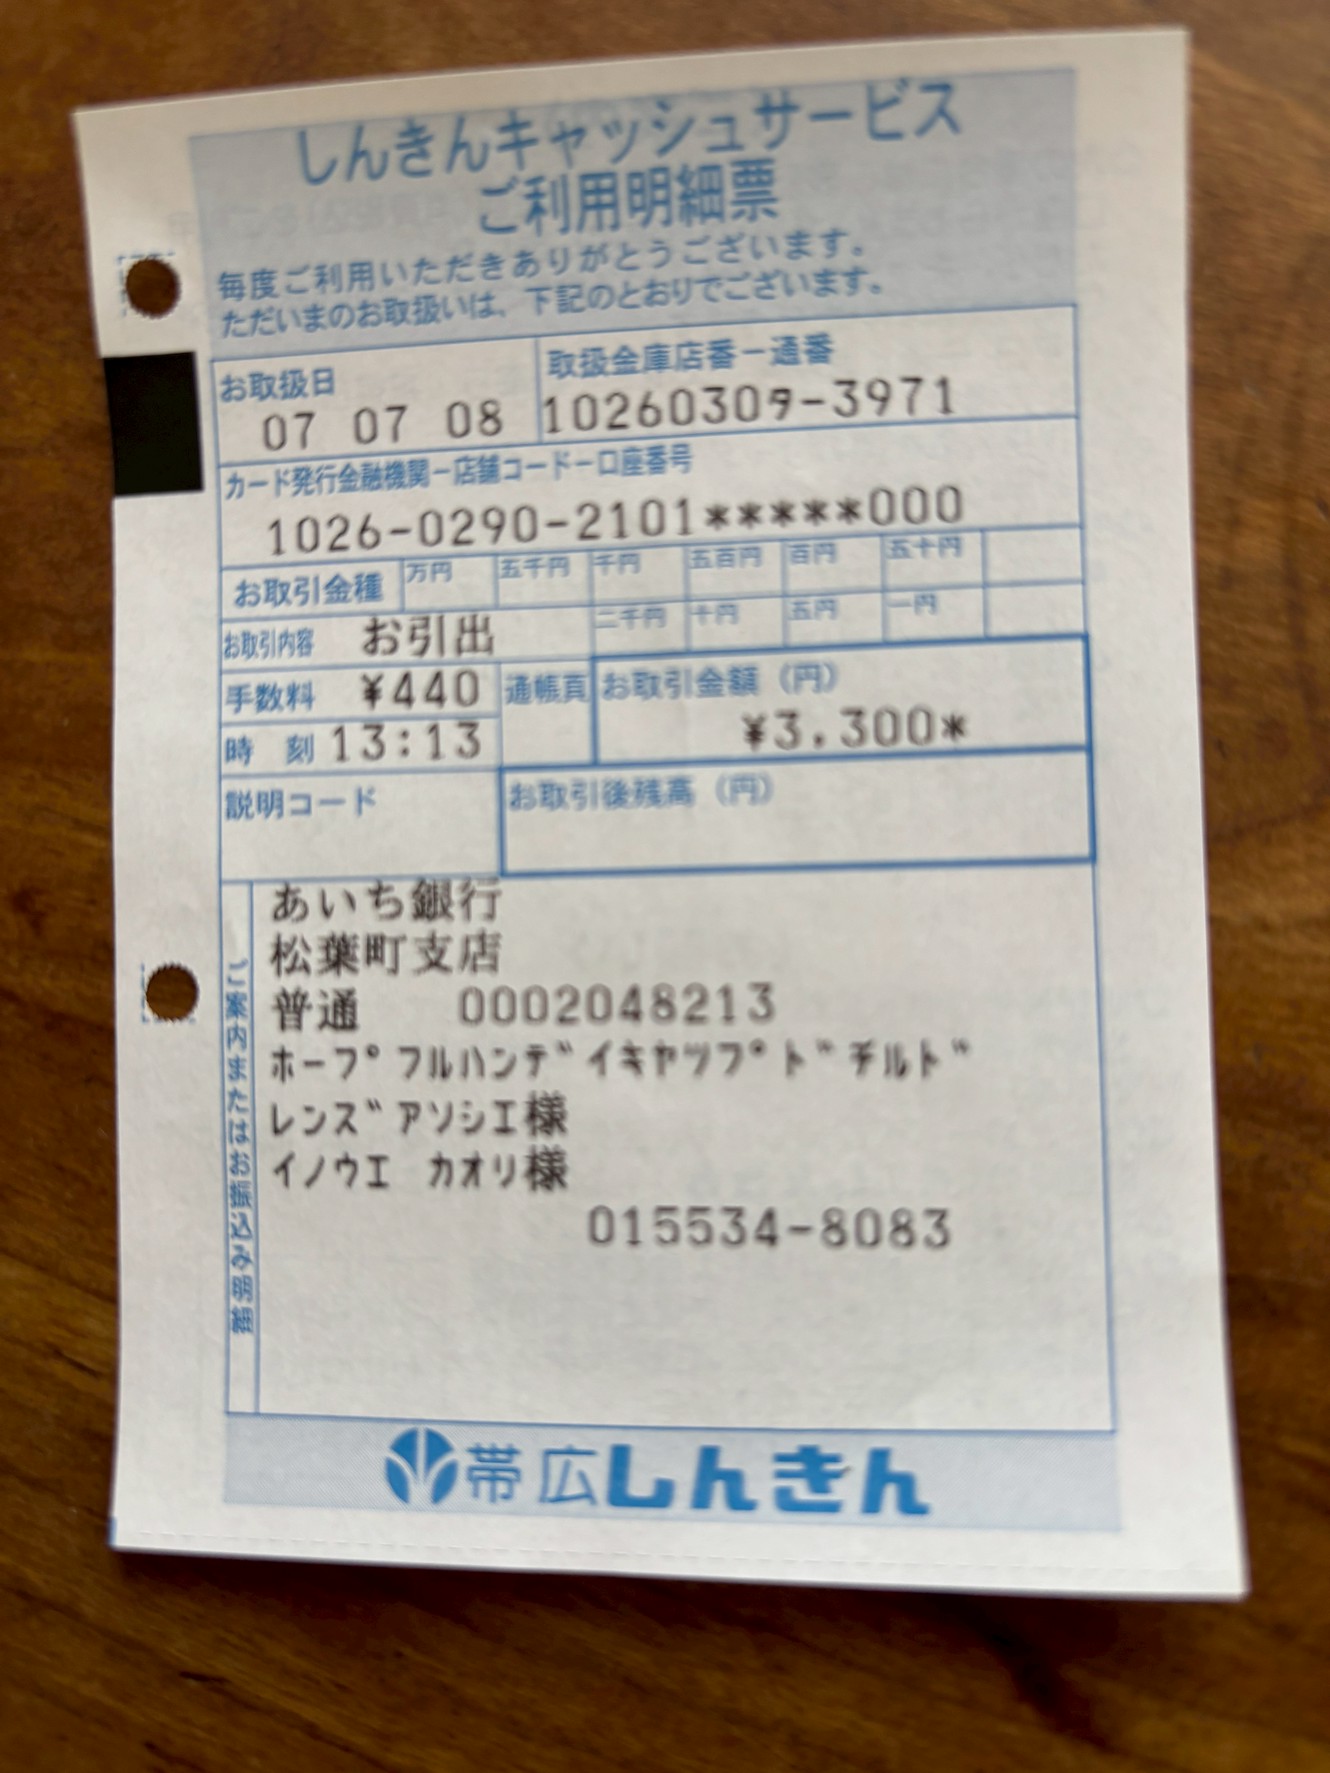 しんきんキャッシュサービス
ご利用明細票
毎度ご利用いただきありがとうございます。
ただいまのお取扱いは、下記のとおりでございます。
お取扱日 取扱金庫店番－通番
07 07 08 10260309-3971
カード発行金融機関－店舗コード－口座番号
1026-0290-2101*****000
お取引金種 万円 五千円 千円 五百円 百円 五十円
二千円 十円 五円 一円
お取引内容 お引出
手数料 ¥440 通帳頁 お取引金額（円）
¥3,300*
時刻 13:13
説明コード お取引後残高（円）
ご案内またはお振込み明細
あいち銀行
松葉町支店
普通 0002048213
ﾎｰﾌﾟﾌﾙﾊﾝﾃﾞｲｷﾔﾂﾌﾟﾄﾞﾁﾙﾄﾞ
ﾚﾝｽﾞｱｿｼｴ様
ｲﾉｳｴ ｶｵﾘ様
015534-8083
帯広しんきん